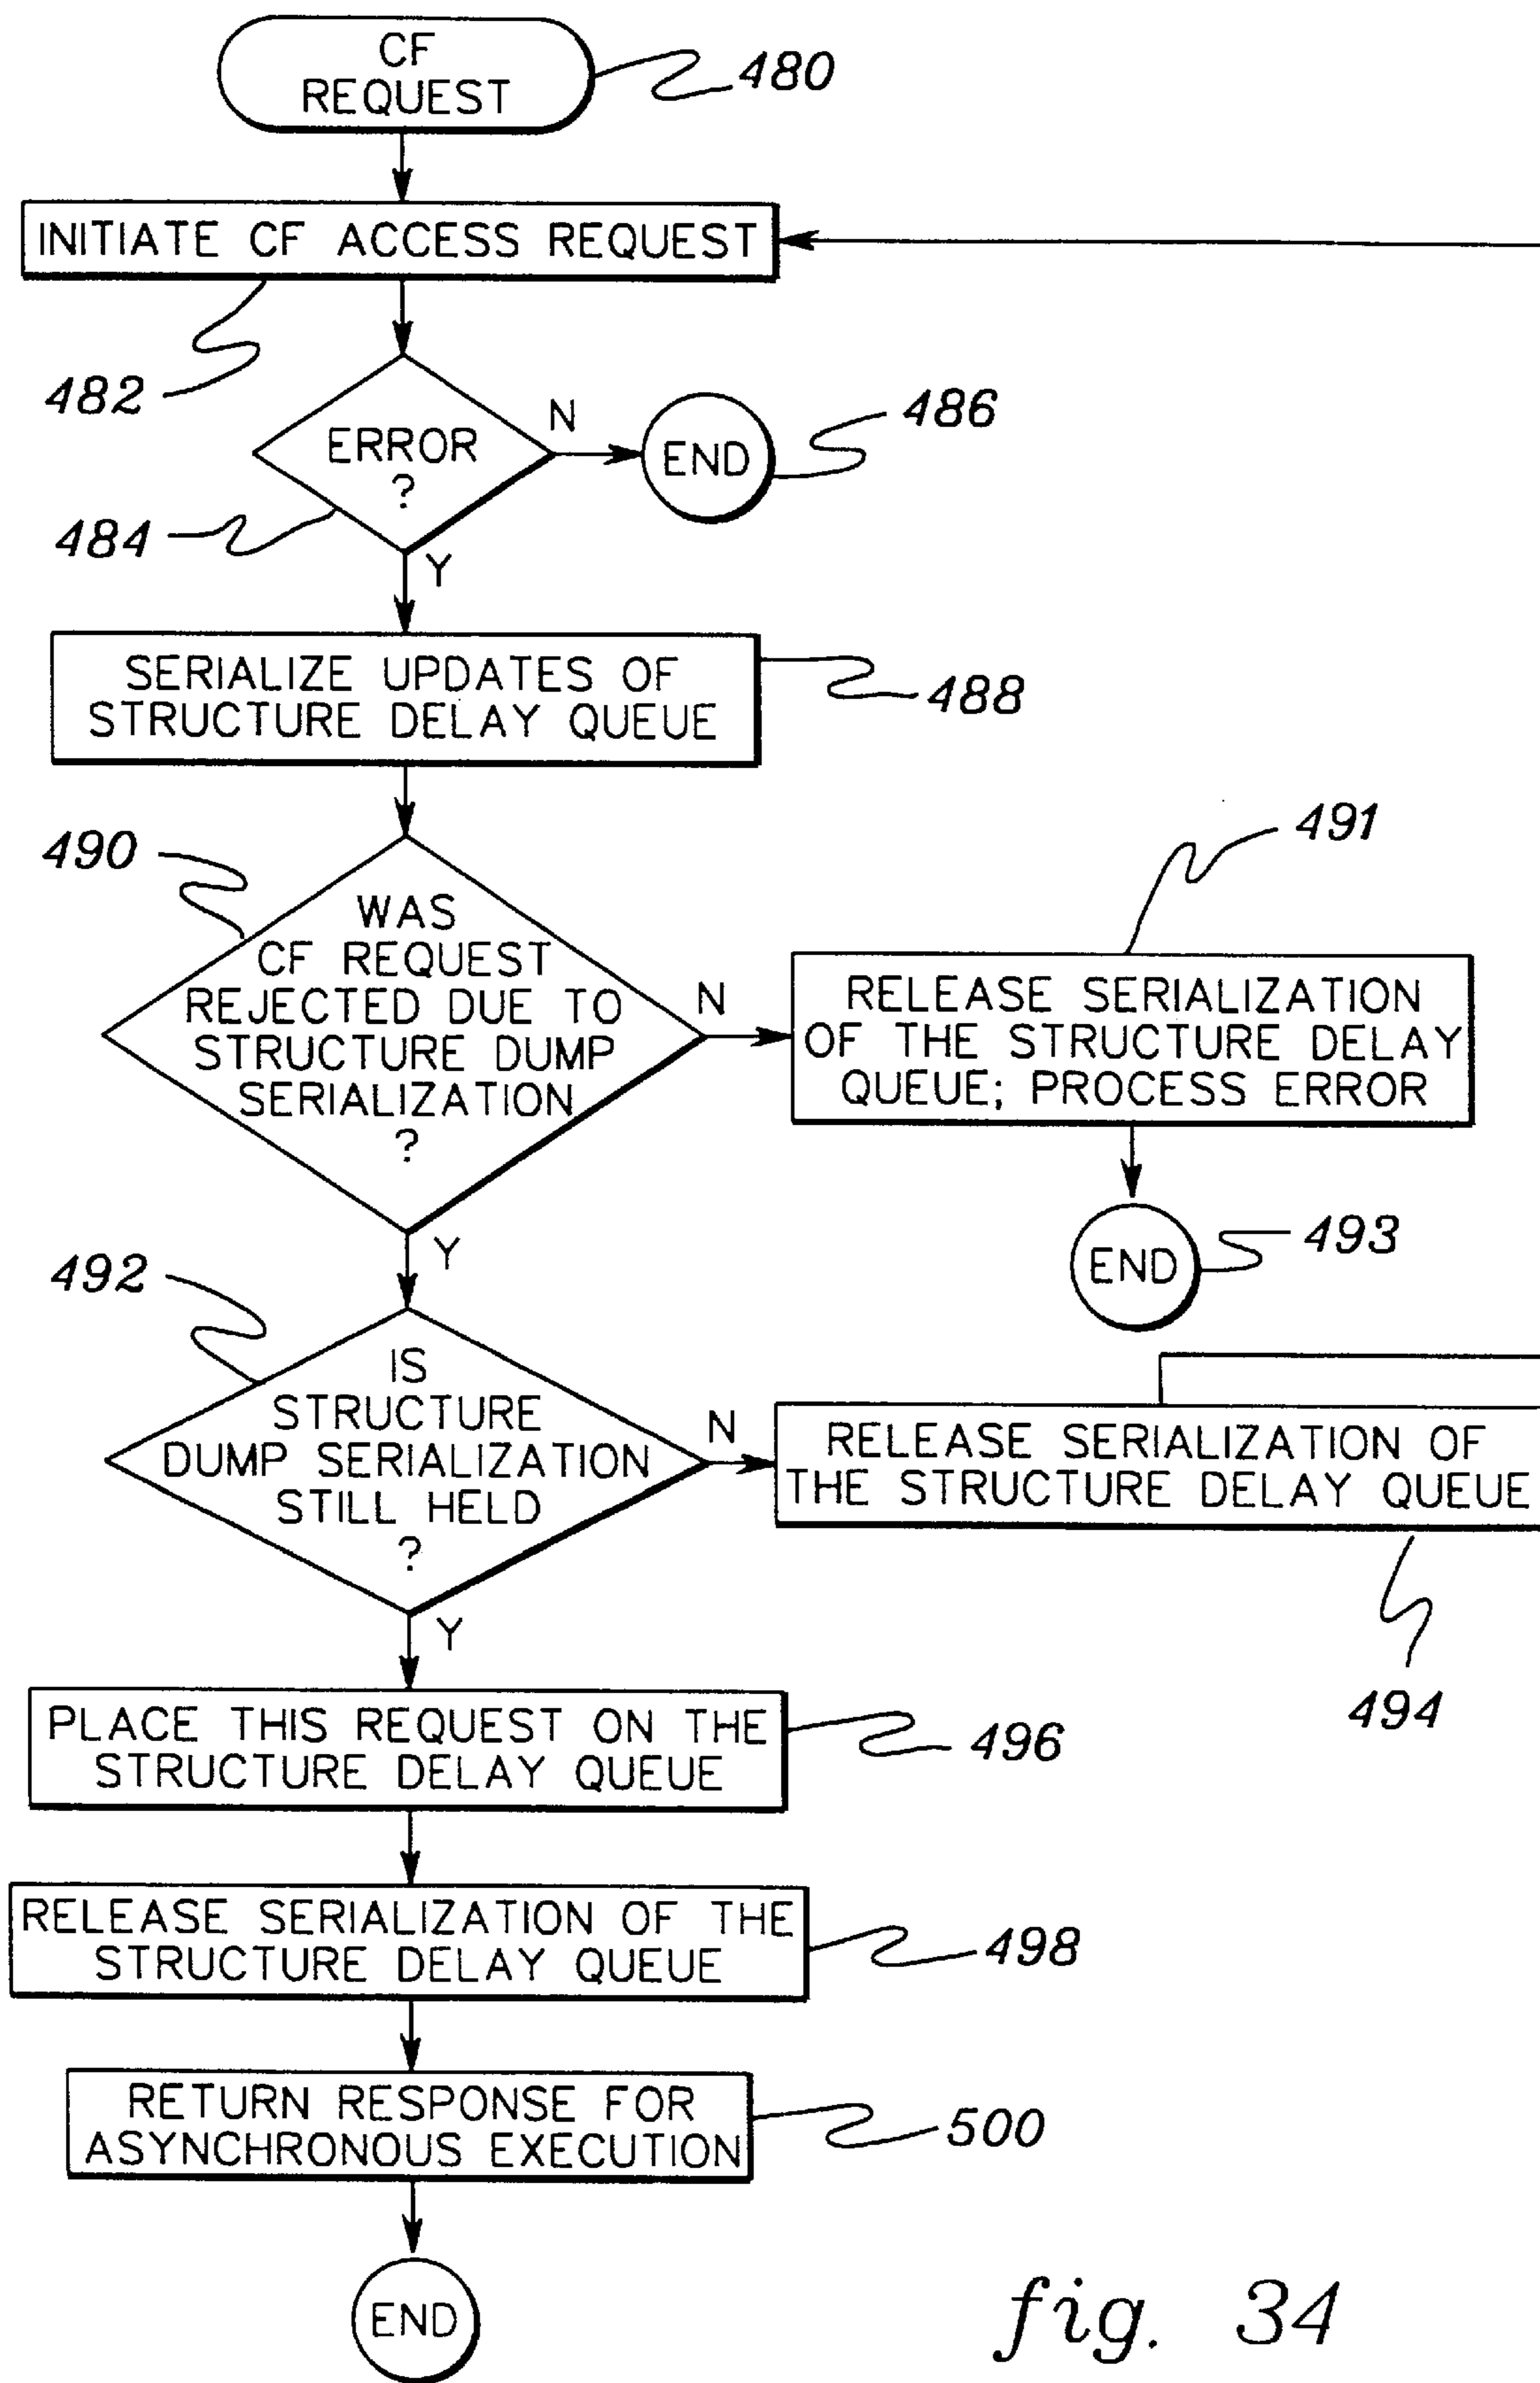 CF
REQUEST
480
INITIATE CF ACCESS REQUEST
482
ERROR
?
N
END
486
484
Y
SERIALIZE UPDATES OF
STRUCTURE DELAY QUEUE
488
490
WAS
CF REQUEST
REJECTED DUE TO
STRUCTURE DUMP
SERIALIZATION
?
N
491
RELEASE SERIALIZATION
OF THE STRUCTURE DELAY
QUEUE; PROCESS ERROR
END
493
Y
492
IS
STRUCTURE
DUMP SERIALIZATION
STILL HELD
?
N
RELEASE SERIALIZATION OF
THE STRUCTURE DELAY QUEUE
494
Y
PLACE THIS REQUEST ON THE
STRUCTURE DELAY QUEUE
496
RELEASE SERIALIZATION OF THE
STRUCTURE DELAY QUEUE
498
RETURN RESPONSE FOR
ASYNCHRONOUS EXECUTION
500
END
fig. 34